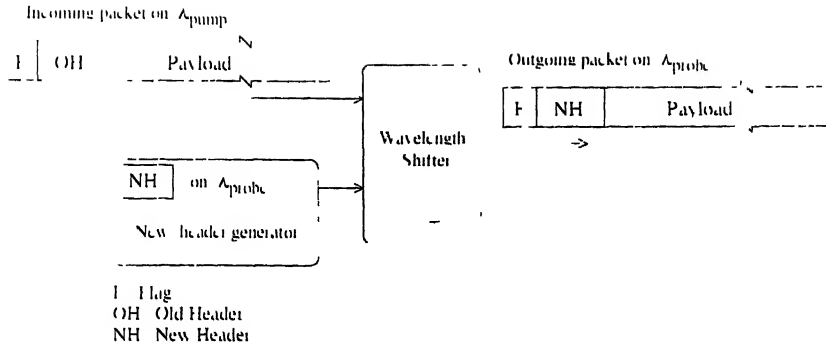 Incoming packet on λpump
F OH Payload
Outgoing packet on λprobe
F NH Payload
Wavelength
Shifter
NH on λprobe
New header generator
F Flag
OH Old Header
NH New Header